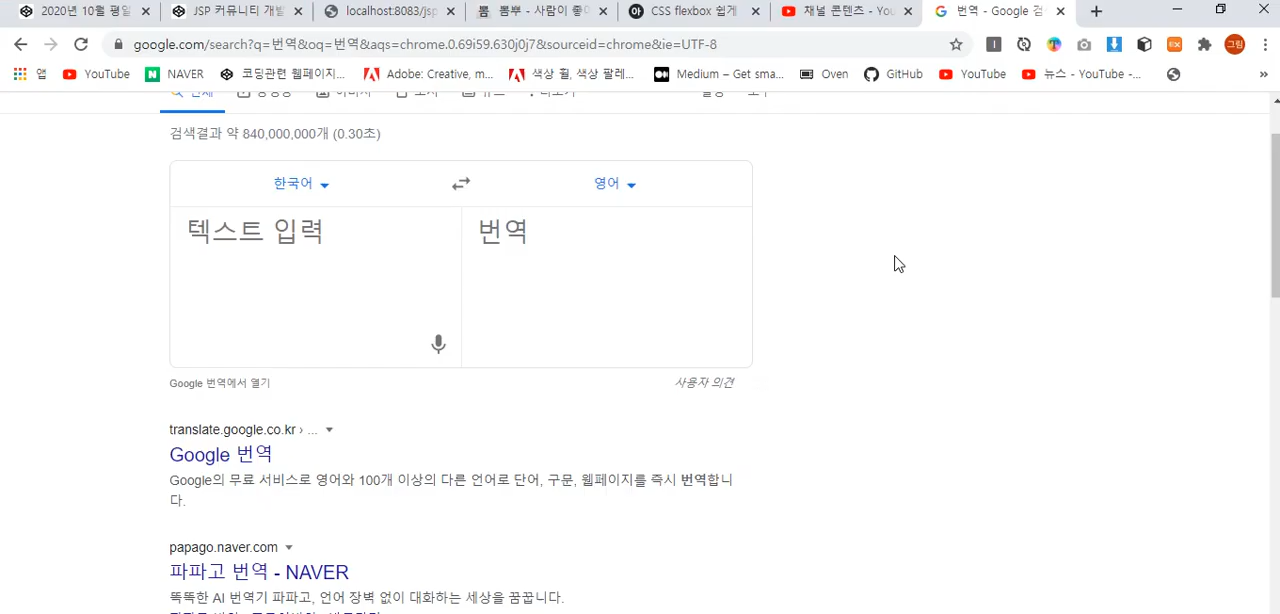 2020년 10월 평일
JSP 커뮤니티 개발
localhost:8083/jsp
뽐 뽐뿌 - 사람이 좋아
아 CSS flexbox 쉽게
채널 콘텐츠 - You
번역 - Google 검
google.com/search?q=번역&oq=번역&aqs=chrome.0.69i59.630j0j7&sourceid=chrome&ie=UTF-8
그림
앱 YouTube NAVER 코딩관련 웹페이지... Adobe: Creative, m... 색상 휠, 색상 팔레... Medium – Get sma... Oven GitHub YouTube 뉴스 - YouTube -... »
검색결과 약 840,000,000개 (0.30초)
한국어 영어
텍스트 입력 번역
Google 번역에서 열기 사용자 의견
translate.google.co.kr › ...
Google 번역
Google의 무료 서비스로 영어와 100개 이상의 다른 언어로 단어, 구문, 웹페이지를 즉시 번역합니
다.
papago.naver.com
파파고 번역 - NAVER
똑똑한 AI 번역기 파파고, 언어 장벽 없이 대화하는 세상을 꿈꿉니다.